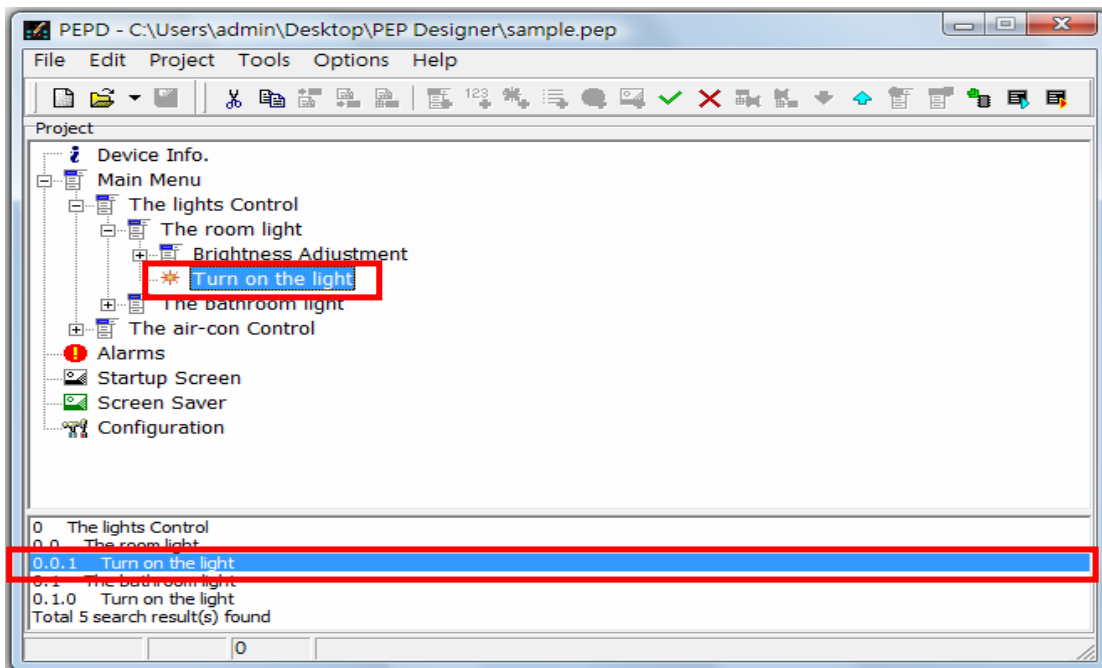 PEPD - C:\Users\admin\Desktop\PEP Designer\sample.pep
File Edit Project Tools Options Help
123
Project
Device Info.
Main Menu
The lights Control
The room light
Brightness Adjustment
Turn on the light
The bathroom light
The air-con Control
Alarms
Startup Screen
Screen Saver
Configuration
0 The lights Control
0.0 The room light
0.0.1 Turn on the light
0.1 The bathroom light
0.1.0 Turn on the light
Total 5 search result(s) found
0